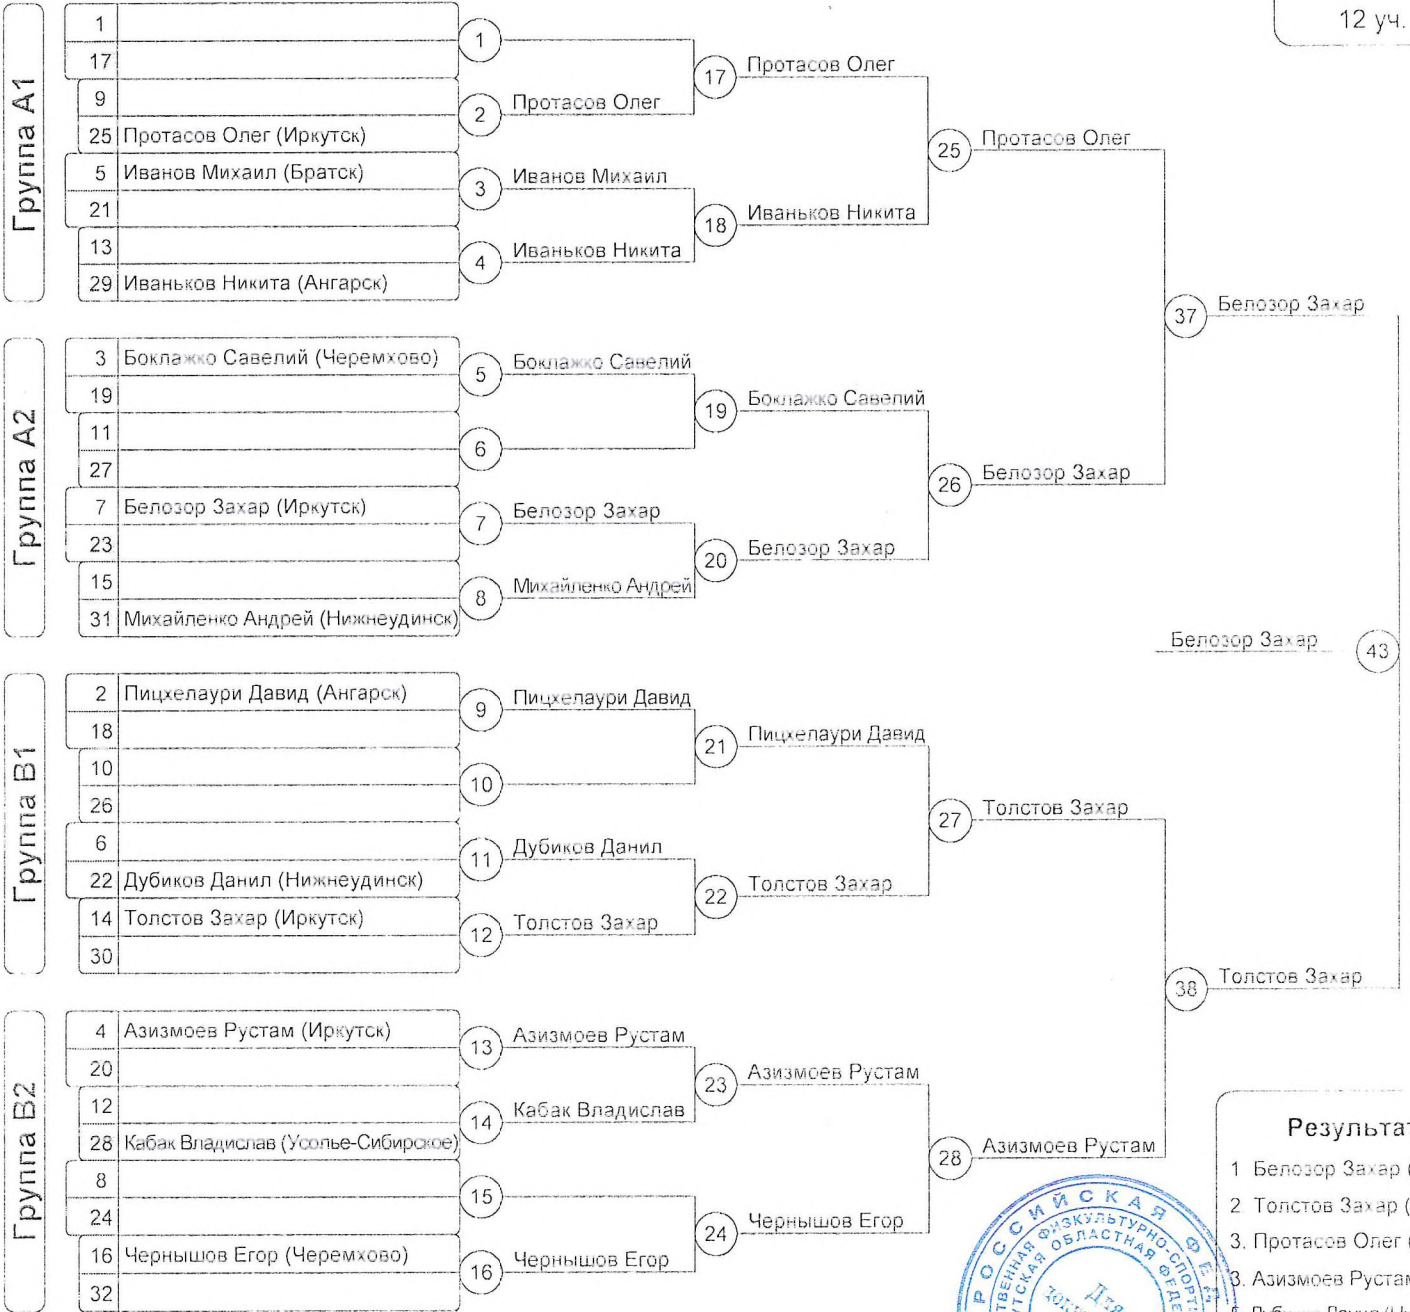 12 уч.
Группа А1
1
17
9
25 Протасов Олег (Иркутск)
5 Иванов Михаил (Братск)
21
13
29 Иваньков Никита (Ангарск)
1
2 Протасов Олег
3 Иванов Михаил
4 Иваньков Никита
17 Протасов Олег
18 Иваньков Никита
25 Протасов Олег
Группа А2
3 Боклажко Савелий (Черемхово)
19
11
27
7 Белозор Захар (Иркутск)
23
15
31 Михайленко Андрей (Нижнеудинск)
5 Боклажко Савелий
6
7 Белозор Захар
8 Михайленко Андрей
19 Боклажко Савелий
20 Белозор Захар
26 Белозор Захар
37 Белозор Захар
Белозор Захар 43
Группа В1
2 Пицхелаури Давид (Ангарск)
18
10
26
6
22 Дубиков Данил (Нижнеудинск)
14 Толстов Захар (Иркутск)
30
9 Пицхелаури Давид
10
11 Дубиков Данил
12 Толстов Захар
21 Пицхелаури Давид
22 Толстов Захар
27 Толстов Захар
38 Толстов Захар
Группа В2
4 Азизмоев Рустам (Иркутск)
20
12
28 Кабак Владислав (Усолье-Сибирское)
8
24
16 Чернышов Егор (Черемхово)
32
13 Азизмоев Рустам
14 Кабак Владислав
15
16 Чернышов Егор
23 Азизмоев Рустам
24 Чернышов Егор
28 Азизмоев Рустам
Результа
1 Белозор Захар (
2 Толстов Захар (
3. Протасов Олег (
3. Азизмоев Рустам
ОБЛАСТНАЯ
Для